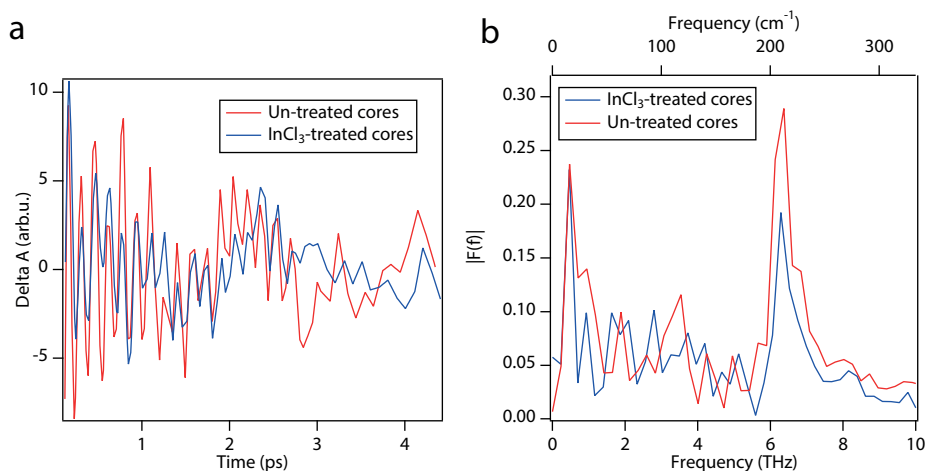 a
10
5
0
-5
Delta A (arb.u.)
Un-treated cores
InCl₃-treated cores
1
2
3
4
Time (ps)
b
Frequency (cm⁻¹)
0
100
200
300
InCl₃-treated cores
Un-treated cores
0.30
0.25
0.20
0.15
0.10
0.05
0.00
|F(f)|
0
2
4
6
8
10
Frequency (THz)